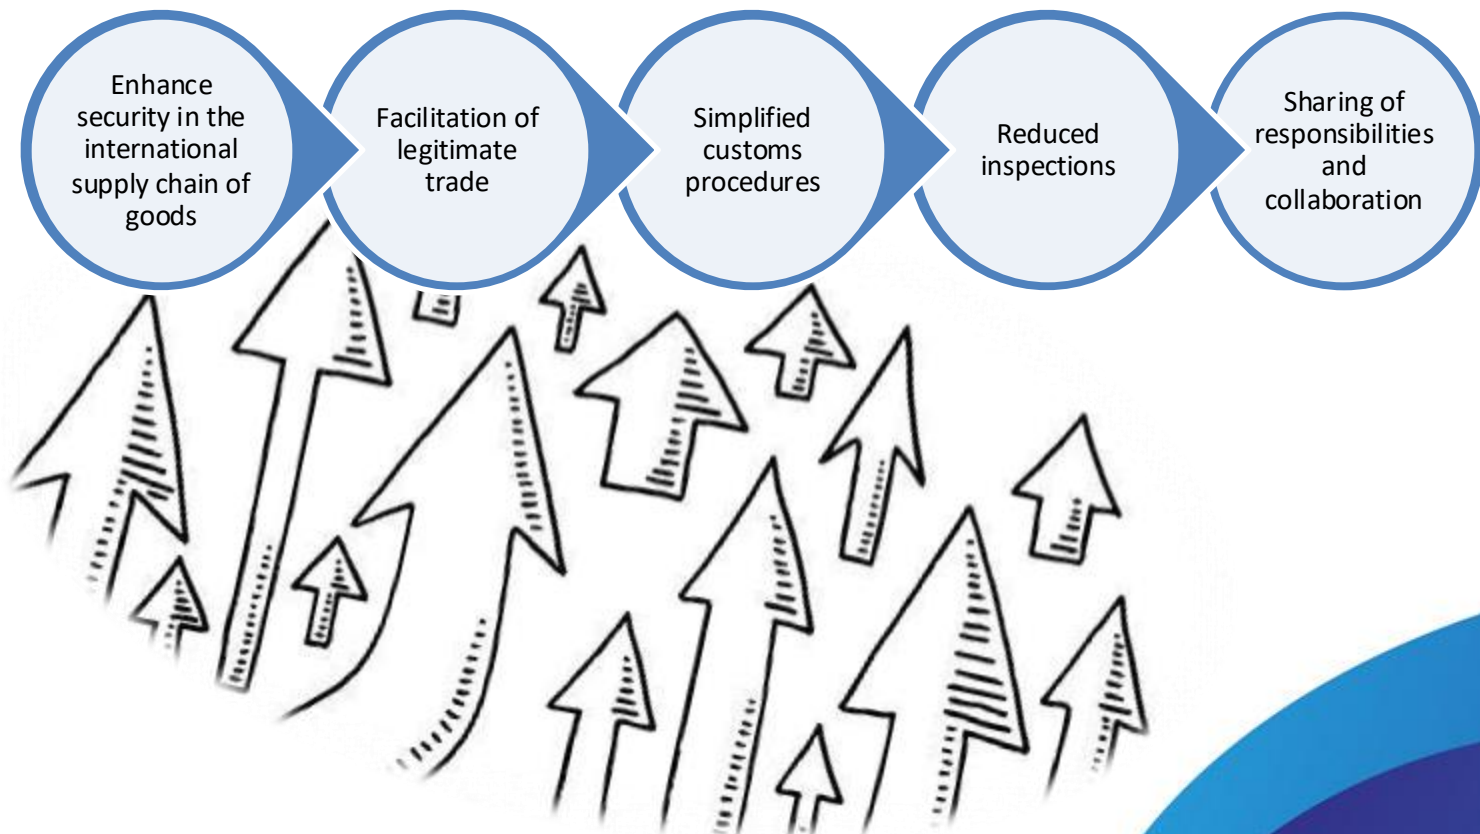 Enhance
security in the
international
supply chain of
goods
Facilitation of
legitimate
trade
Simplified
customs
procedures
Reduced
inspections
Sharing of
responsibilities
and
collaboration